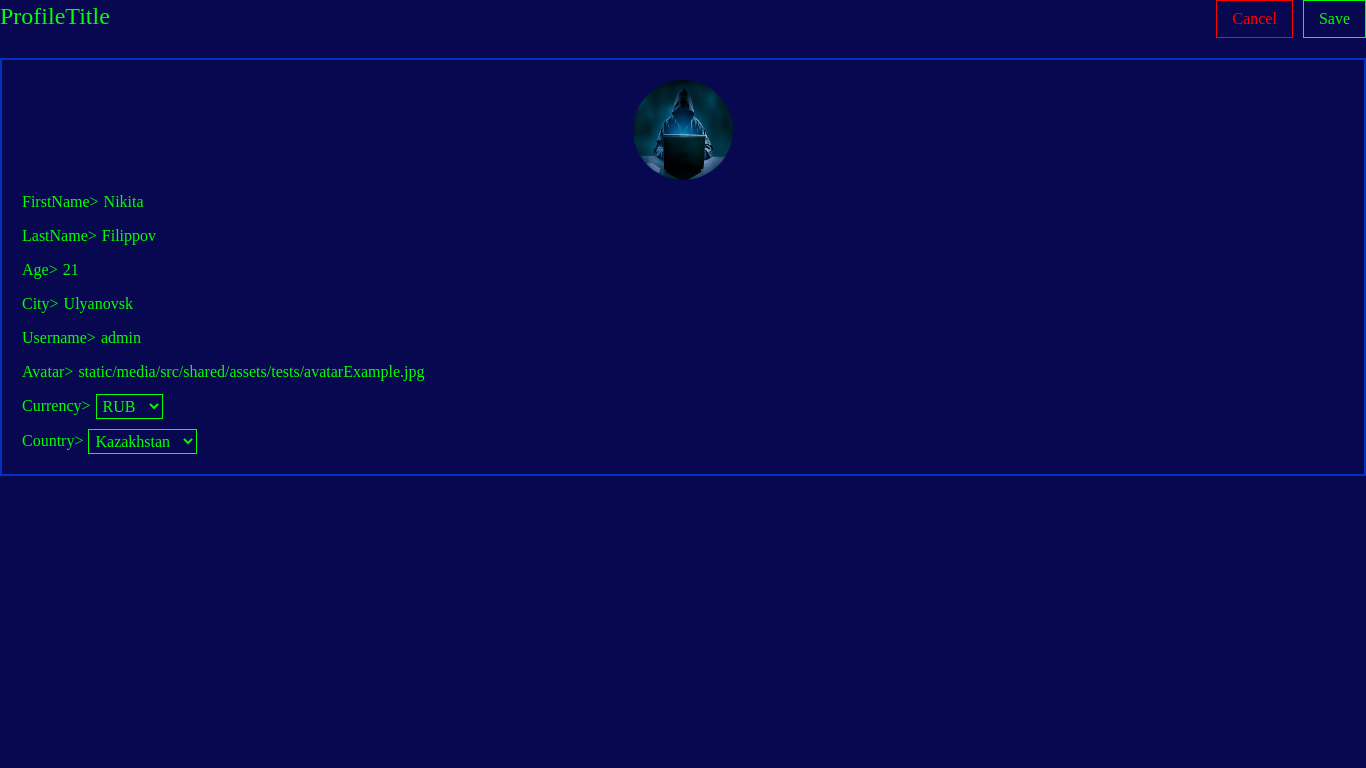 ProfileTitle
Cancel
Save
FirstName> Nikita
LastName> Filippov
Age> 21
City> Ulyanovsk
Username> admin
Avatar> static/media/src/shared/assets/tests/avatarExample.jpg
Currency> RUB
Country> Kazakhstan